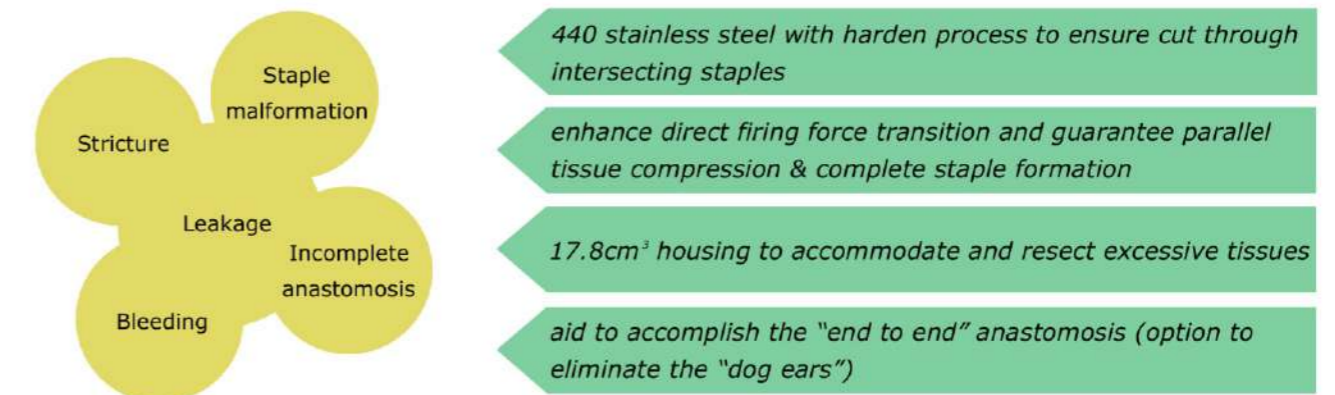 Staple
malformation
Stricture
Leakage
Incomplete
anastomosis
Bleeding
440 stainless steel with harden process to ensure cut through
intersecting staples
enhance direct firing force transition and guarantee parallel
tissue compression & complete staple formation
17.8cm³ housing to accommodate and resect excessive tissues
aid to accomplish the “end to end” anastomosis (option to
eliminate the “dog ears”)